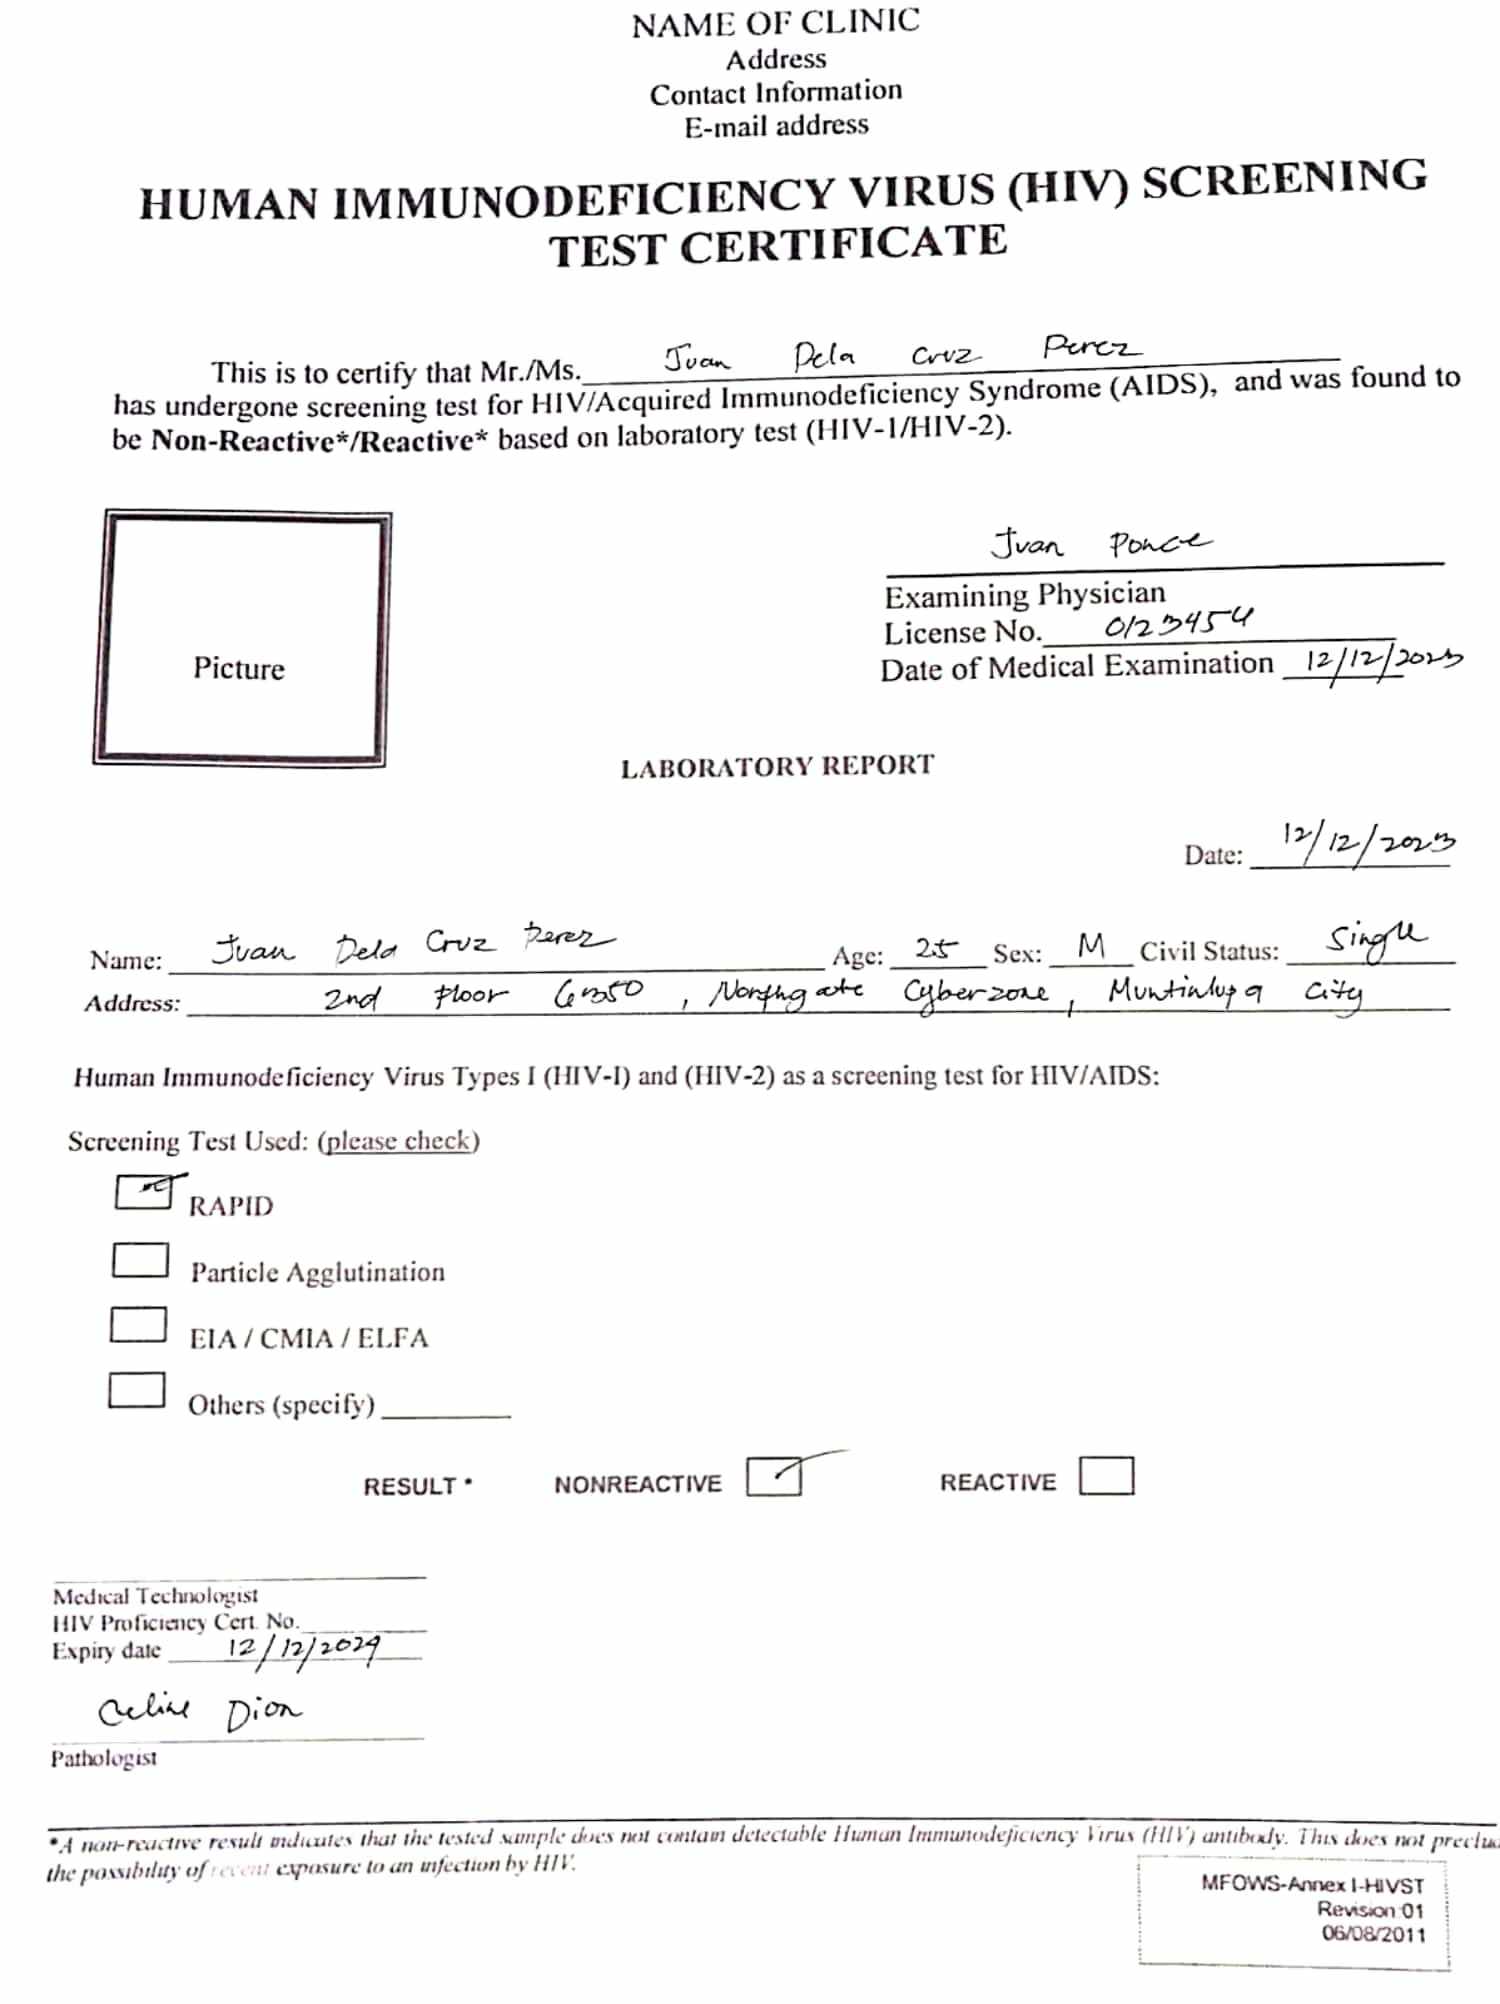 NAME OF CLINIC
Address
Contact Information
E-mail address
HUMAN IMMUNODEFICIENCY VIRUS (HIV) SCREENING
TEST CERTIFICATE
This is to certify that Mr./Ms. Juan Dela Cruz Perez
has undergone screening test for HIV/Acquired Immunodeficiency Syndrome (AIDS), and was found to
be Non-Reactive*/Reactive* based on laboratory test (HIV-1/HIV-2).
Picture
Juan Ponce
Examining Physician
License No. 0123454
Date of Medical Examination 12/12/2023
LABORATORY REPORT
Date: 12/12/2023
Name: Juan Dela Cruz Perez Age: 25 Sex: M Civil Status: Single
Address: 2nd Floor 6350, Northgate Cyberzone, Muntinlupa City
Human Immunodeficiency Virus Types I (HIV-I) and (HIV-2) as a screening test for HIV/AIDS:
Screening Test Used: (please check)
RAPID
Particle Agglutination
EIA / CMIA / ELFA
Others (specify)
RESULT * NONREACTIVE REACTIVE
Medical Technologist
HIV Proficiency Cert. No.
Expiry date 12/12/2029
Celine Dion
Pathologist
*A non-reactive result indicates that the tested sample does not contain detectable Human Immunodeficiency Virus (HIV) antibody. This does not preclu
the possibility of recent exposure to an infection by HIV.
MFOWS-Annex I-HIVST
Revision 01
06/08/2011